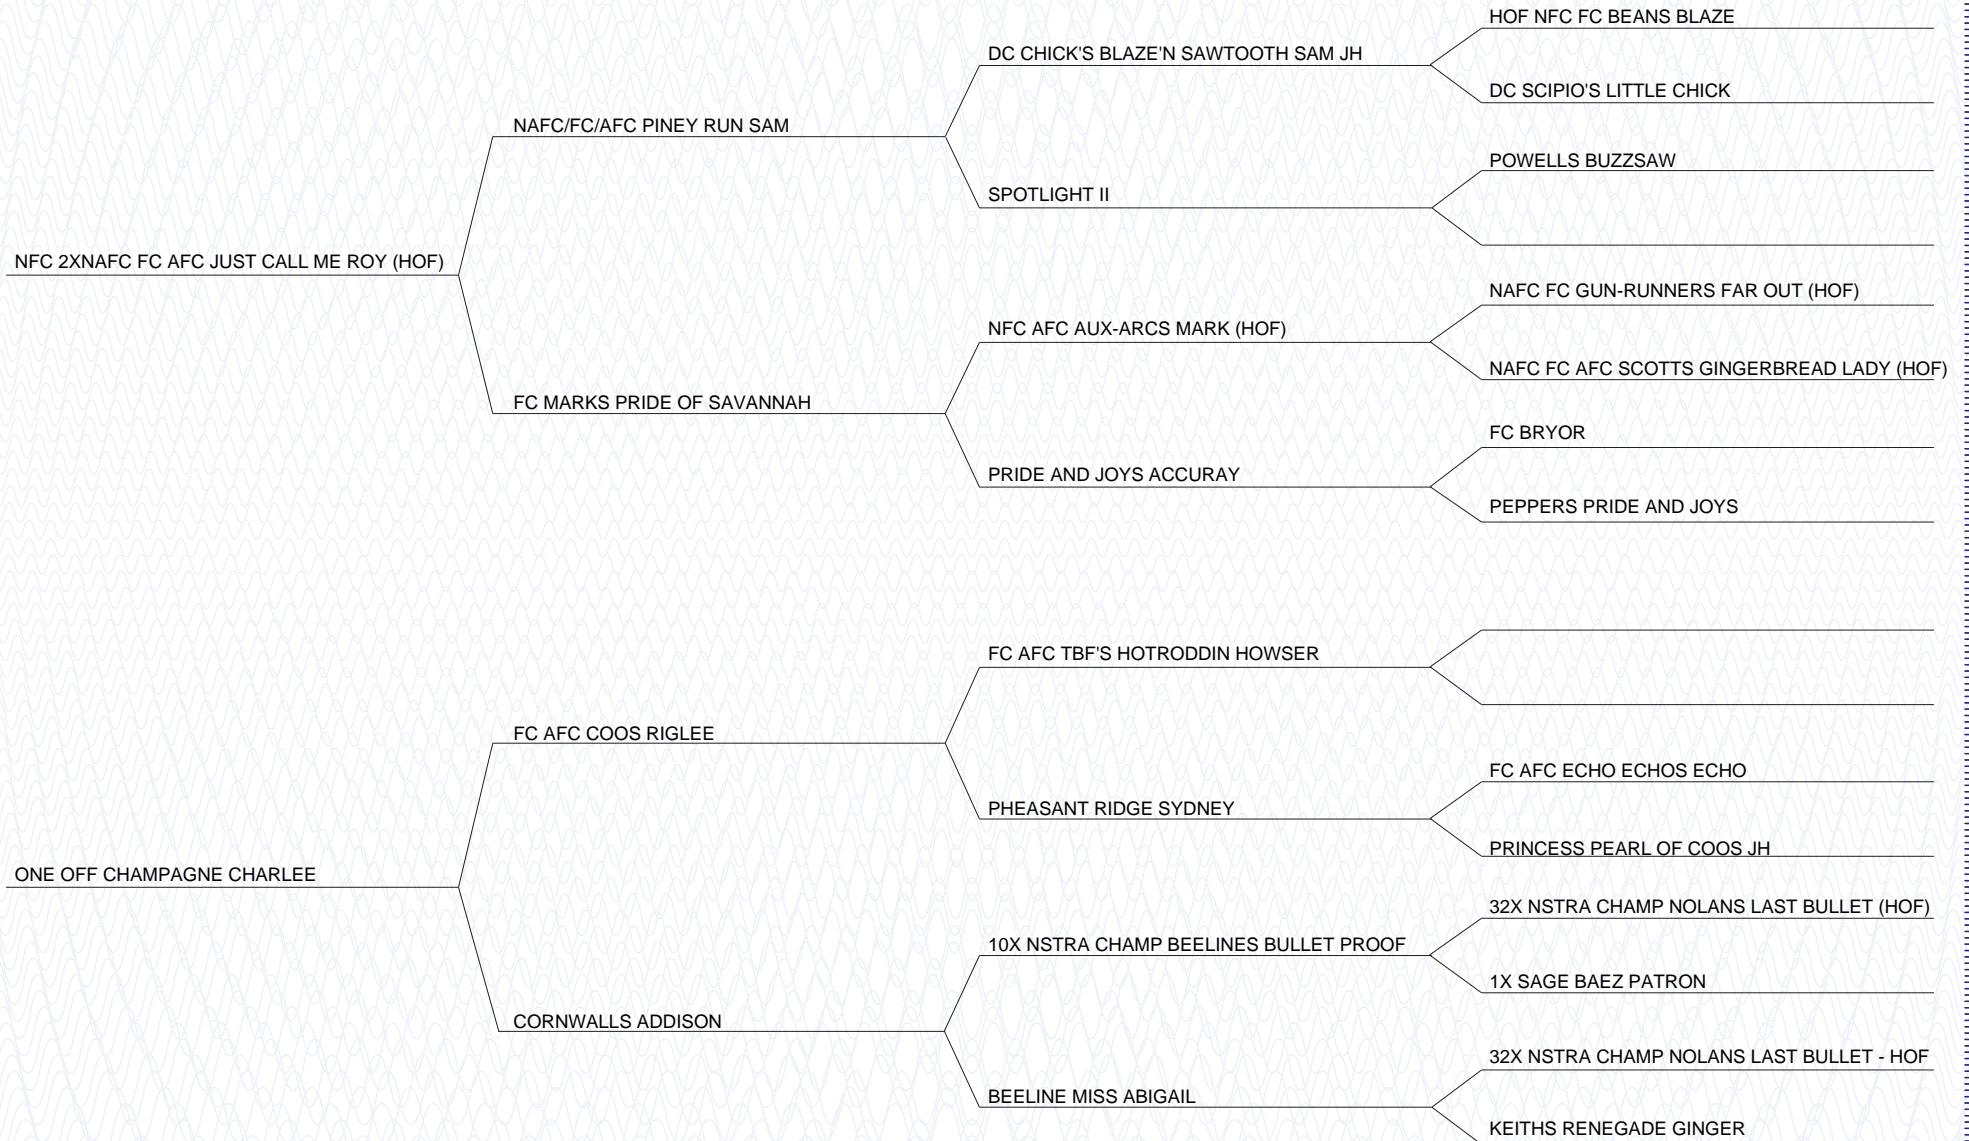 HOF NFC FC BEANS BLAZE
DC CHICK'S BLAZE'N SAWTOOTH SAM JH
DC SCIPIO'S LITTLE CHICK
NAFC/FC/AFC PINEY RUN SAM
POWELLS BUZZSAW
SPOTLIGHT II
NFC 2XNAFC FC AFC JUST CALL ME ROY (HOF)
NAFC FC GUN-RUNNERS FAR OUT (HOF)
NFC AFC AUX-ARCS MARK (HOF)
NAFC FC AFC SCOTTS GINGERBREAD LADY (HOF)
FC MARKS PRIDE OF SAVANNAH
FC BRYOR
PRIDE AND JOYS ACCURAY
PEPPERS PRIDE AND JOYS
FC AFC TBF'S HOTRODDIN HOWSER
FC AFC COOS RIGLEE
FC AFC ECHO ECHOS ECHO
PHEASANT RIDGE SYDNEY
PRINCESS PEARL OF COOS JH
ONE OFF CHAMPAGNE CHARLEE
32X NSTRA CHAMP NOLANS LAST BULLET (HOF)
10X NSTRA CHAMP BEELINES BULLET PROOF
1X SAGE BAEZ PATRON
CORNWALLS ADDISON
32X NSTRA CHAMP NOLANS LAST BULLET - HOF
BEELINE MISS ABIGAIL
KEITHS RENEGADE GINGER